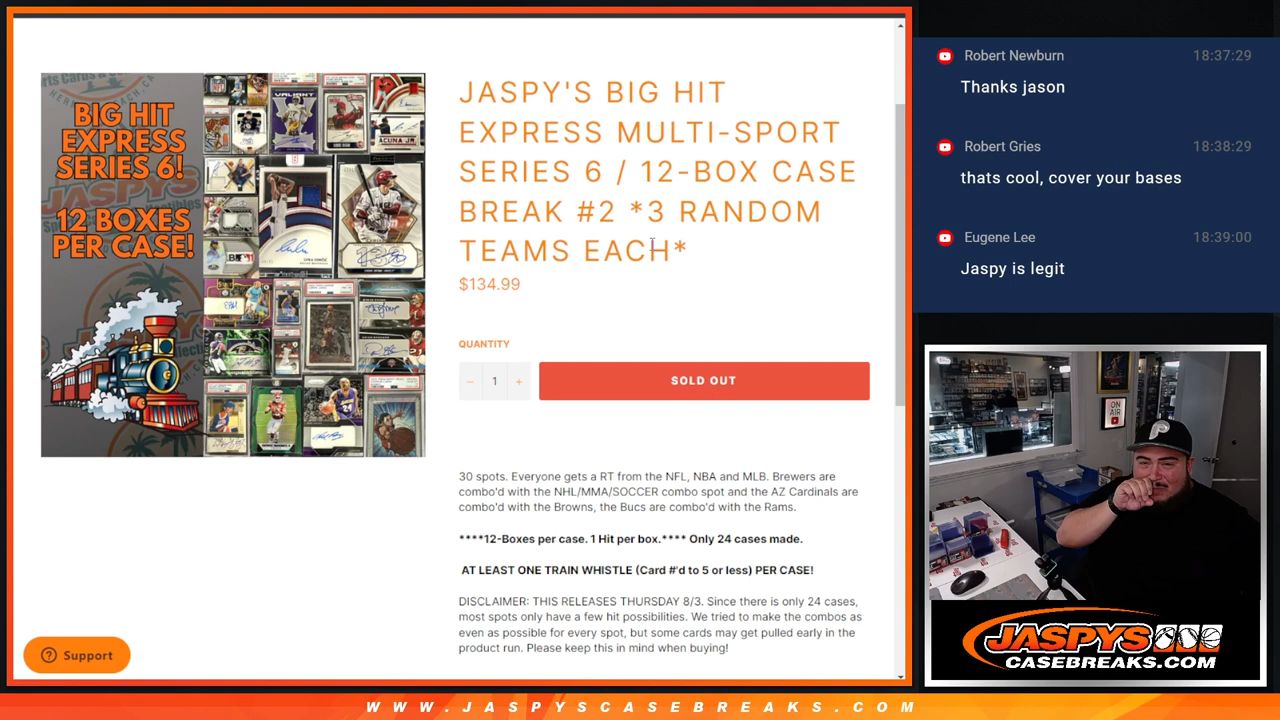 BIG HIT
EXPRESS
SERIES 6!
12 BOXES
PER CASE!
VALIANT
ACUNA JR.
JASPY'S BIG HIT
EXPRESS MULTI-SPORT
SERIES 6 / 12-BOX CASE
BREAK #2 *3 RANDOM
TEAMS EACH*
$134.99
QUANTITY
− 1 +
SOLD OUT
30 spots. Everyone gets a RT from the NFL, NBA and MLB. Brewers are
combo'd with the NHL/MMA/SOCCER combo spot and the AZ Cardinals are
combo'd with the Browns, the Bucs are combo'd with the Rams.
****12-Boxes per case. 1 Hit per box.**** Only 24 cases made.
AT LEAST ONE TRAIN WHISTLE (Card #'d to 5 or less) PER CASE!
DISCLAIMER: THIS RELEASES THURSDAY 8/3. Since there is only 24 cases,
most spots only have a few hit possibilities. We tried to make the combos as
even as possible for every spot, but some cards may get pulled early in the
product run. Please keep this in mind when buying!
Support
Robert Newburn 18:37:29
Thanks jason
Robert Gries 18:38:29
thats cool, cover your bases
Eugene Lee 18:39:00
Jaspy is legit
ON
AIR
P
JASPYS
CASEBREAKS.COM
WWW.JASPYSCASEBREAKS.COM